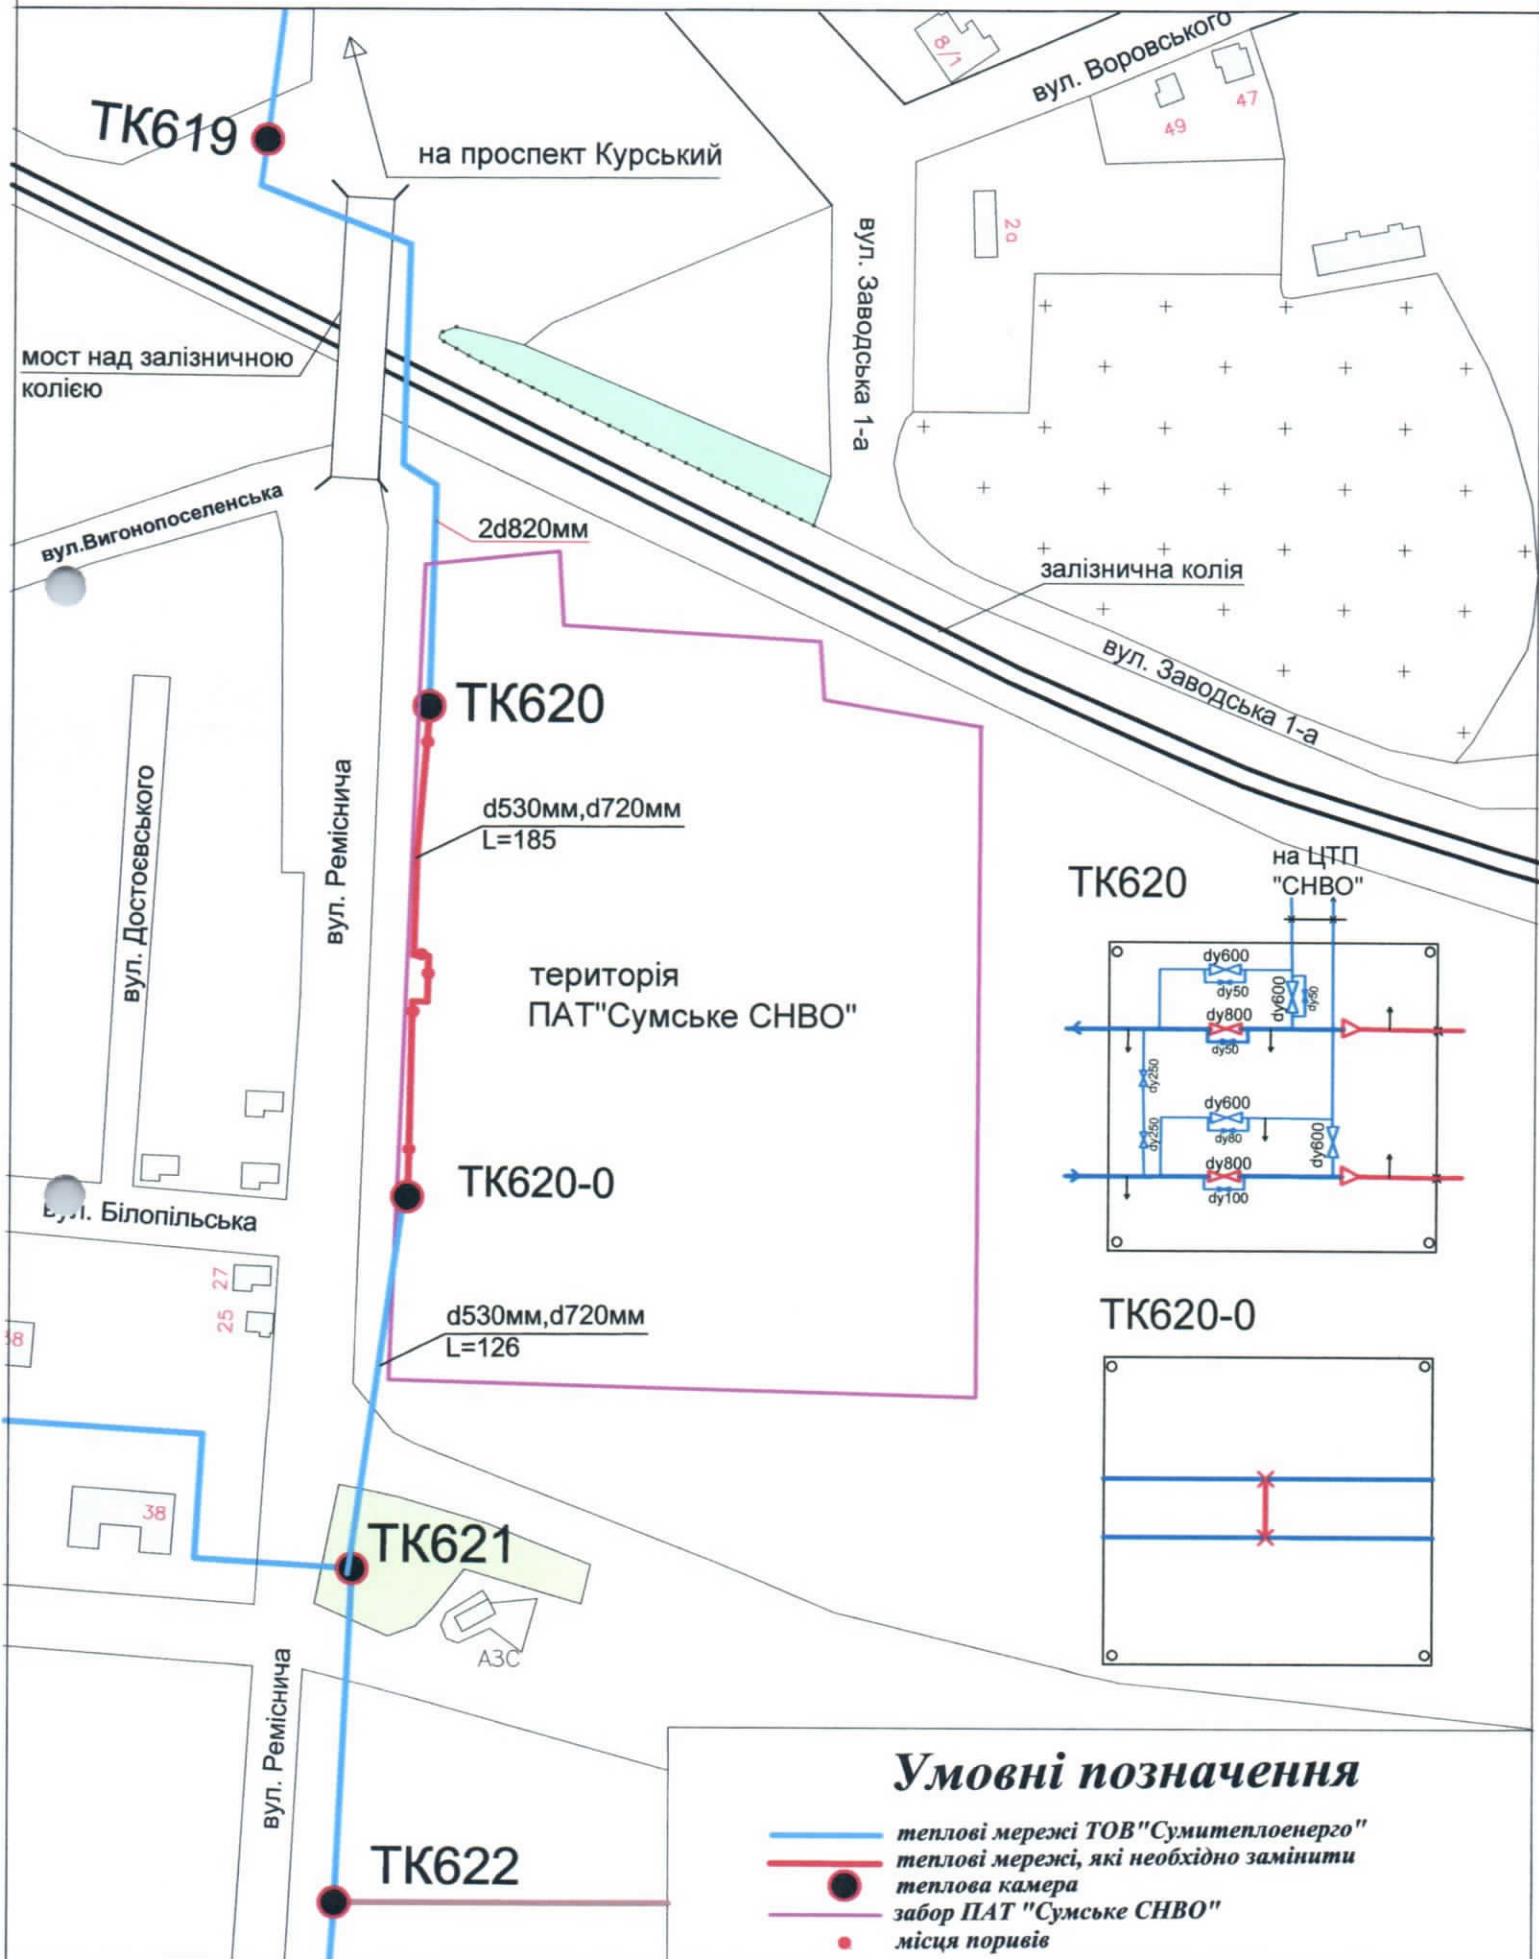 8/1
вул. Воровського
47
49
ТК619
на проспект Курський
2а
вул. Заводська 1-а
мост над залізничною
колією
вул.Вигонопоселенська
2d820мм
залізнична колія
вул. Заводська 1-а
ТК620
вул. Достоєвського
вул. Реміснича
d530мм,d720мм
L=185
територія
ПАТ"Сумське СНВО"
ТК620
на ЦТП
"СНВО"
dy600
dy50
dy600
dy50
dy800
dy50
dy250
dy600
dy80
dy250
dy600
dy800
dy100
ТК620-0
вул. Білопільська
27
25
d530мм,d720мм
L=126
ТК620-0
38
ТК621
АЗС
вул. Реміснича
ТК622
Умовні позначення
теплові мережі ТОВ"Сумитеплоенерго"
теплові мережі, які необхідно замінити
теплова камера
забор ПАТ "Сумське СНВО"
місця поривів